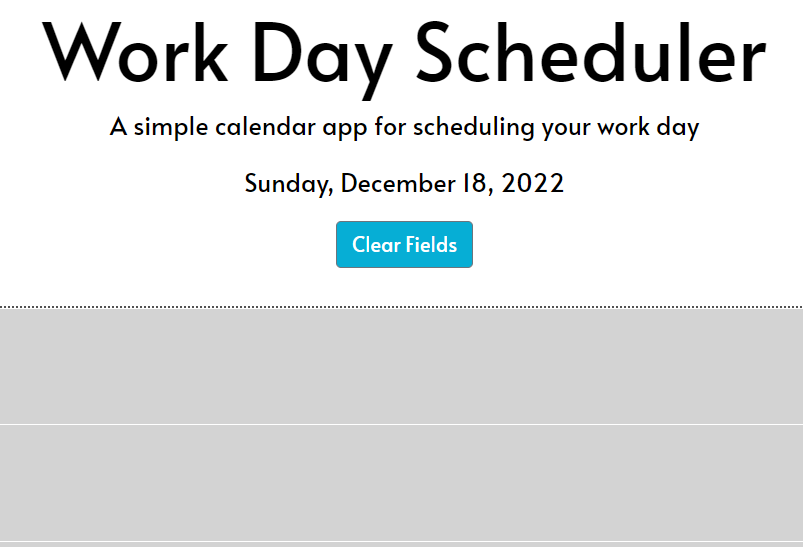 Work Day Scheduler
A simple calendar app for scheduling your work day
Sunday, December 18, 2022
Clear Fields